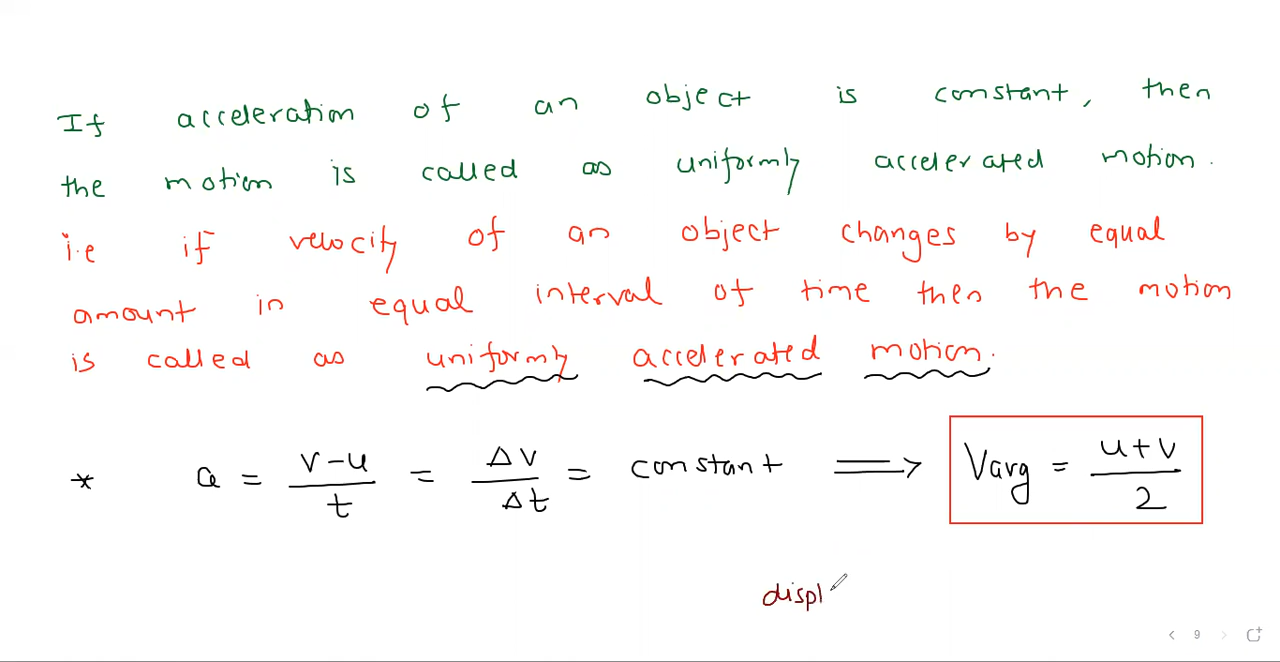 If acceleration of an object is constant, then
the motion is called as uniformly accelerated motion.
i.e if velocity of an object changes by equal
amount in equal interval of time then the motion
is called as uniformly accelerated motion.
* a = v-u/t = Δv/Δt = constant ⟹ Varg = u+v/2
displ
9